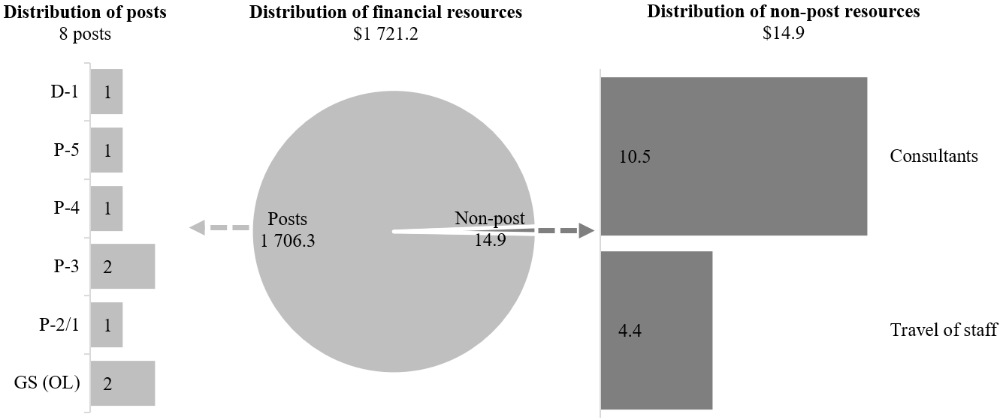 Distribution of posts
8 posts
D-1
1
P-5
1
P-4
1
P-3
2
P-2/1
1
GS (OL)
2
Distribution of financial resources
$1 721.2
Posts
1 706.3
Non-post
14.9
Distribution of non-post resources
$14.9
10.5
Consultants
4.4
Travel of staff